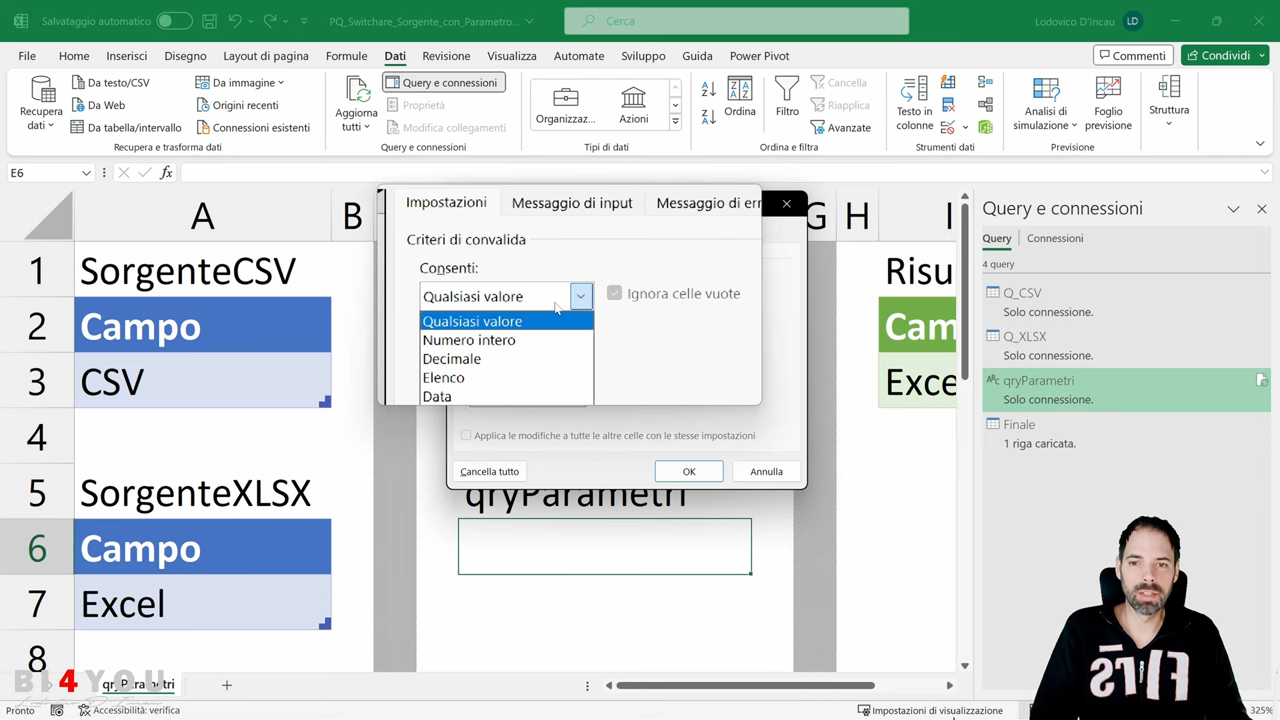 Salvataggio automatico
PQ_Switchare_Sorgente_con_Parametro...
Cerca
Lodovico D'Incau
LD
File
Home
Inserisci
Disegno
Layout di pagina
Formule
Dati
Revisione
Visualizza
Automate
Sviluppo
Guida
Power Pivot
Commenti
Condividi
Recupera dati
Da testo/CSV
Da Web
Da tabella/intervallo
Da immagine
Origini recenti
Connessioni esistenti
Recupera e trasforma dati
Aggiorna tutti
Query e connessioni
Proprietà
Modifica collegamenti
Query e connessioni
Organizzaz...
Azioni
Tipi di dati
Ordina
Filtro
Cancella
Riapplica
Avanzate
Ordina e filtra
Testo in colonne
Strumenti dati
Analisi di simulazione
Foglio previsione
Previsione
Struttura
E6
fx
A
B
G
H
I
1
SorgenteCSV
2
Campo
3
CSV
4
5
SorgenteXLSX
6
Campo
7
Excel
8
Impostazioni
Messaggio di input
Messaggio di err
Criteri di convalida
Consenti:
Qualsiasi valore
Ignora celle vuote
Qualsiasi valore
Numero intero
Decimale
Elenco
Data
Applica le modifiche a tutte le altre celle con le stesse impostazioni
Cancella tutto
OK
Annulla
qryParametri
Risu
Cam
Exce
Query e connessioni
Query
Connessioni
4 query
Q_CSV
Solo connessione.
Q_XLSX
Solo connessione.
ABC
qryParametri
Solo connessione.
Finale
1 riga caricata.
BI4YOU
Lodovico D'Incau
qryParametri
Pronto
Accessibilità: verifica
Impostazioni di visualizzazione
325%